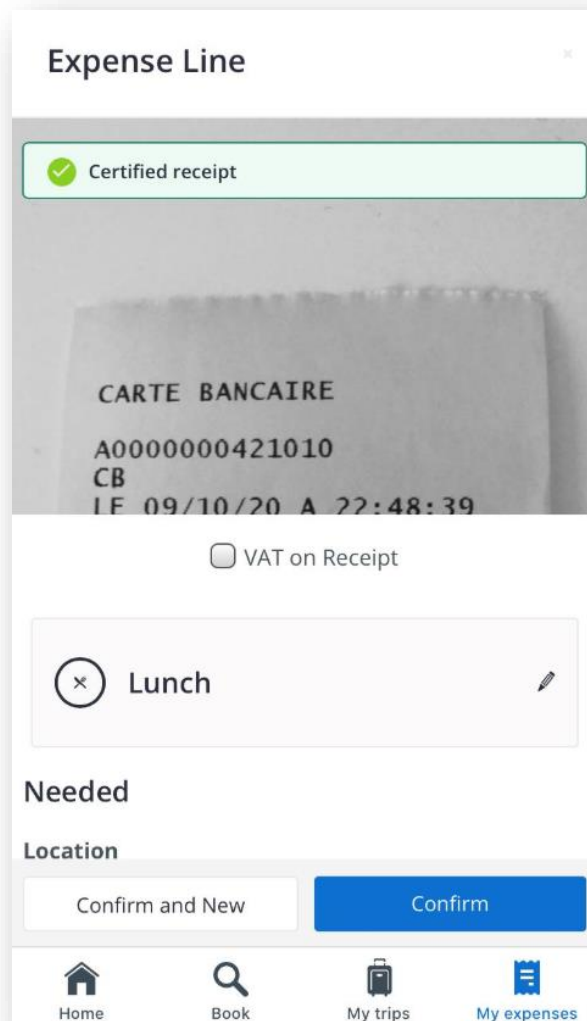 Expense Line
Certified receipt
CARTE BANCAIRE
A0000000421010
CB
LE 09/10/20 A 22:48:39
VAT on Receipt
Lunch
Needed
Location
Confirm and New
Confirm
Home
Book
My trips
My expenses